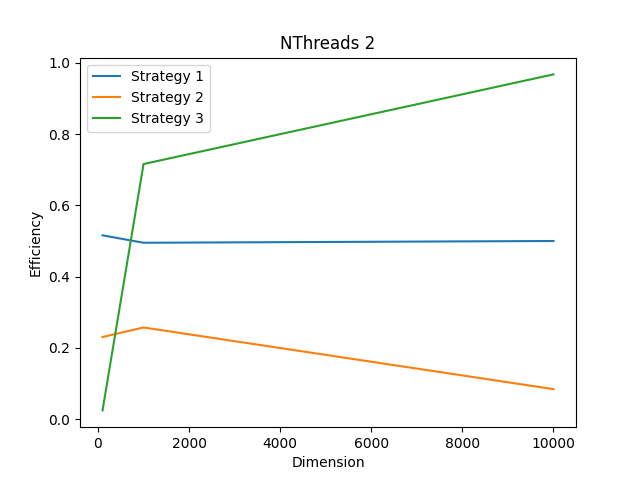 NThreads 2
Strategy 1
Strategy 2
Strategy 3
Efficiency
1.0
0.8
0.6
0.4
0.2
0.0
0
2000
4000
6000
8000
10000
Dimension